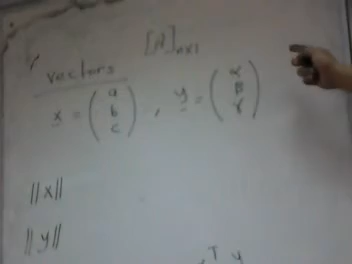 [A]nx1
vectors
x = (a b c) , y = (α β γ)
||x||
||y||
T y